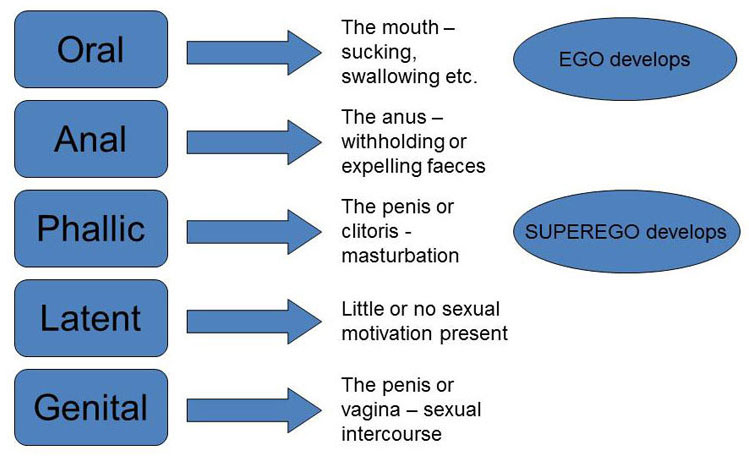 Oral
The mouth –
sucking,
swallowing etc.
EGO develops
Anal
The anus –
withholding or
expelling faeces
Phallic
The penis or
clitoris -
masturbation
SUPEREGO develops
Latent
Little or no sexual
motivation present
Genital
The penis or
vagina – sexual
intercourse